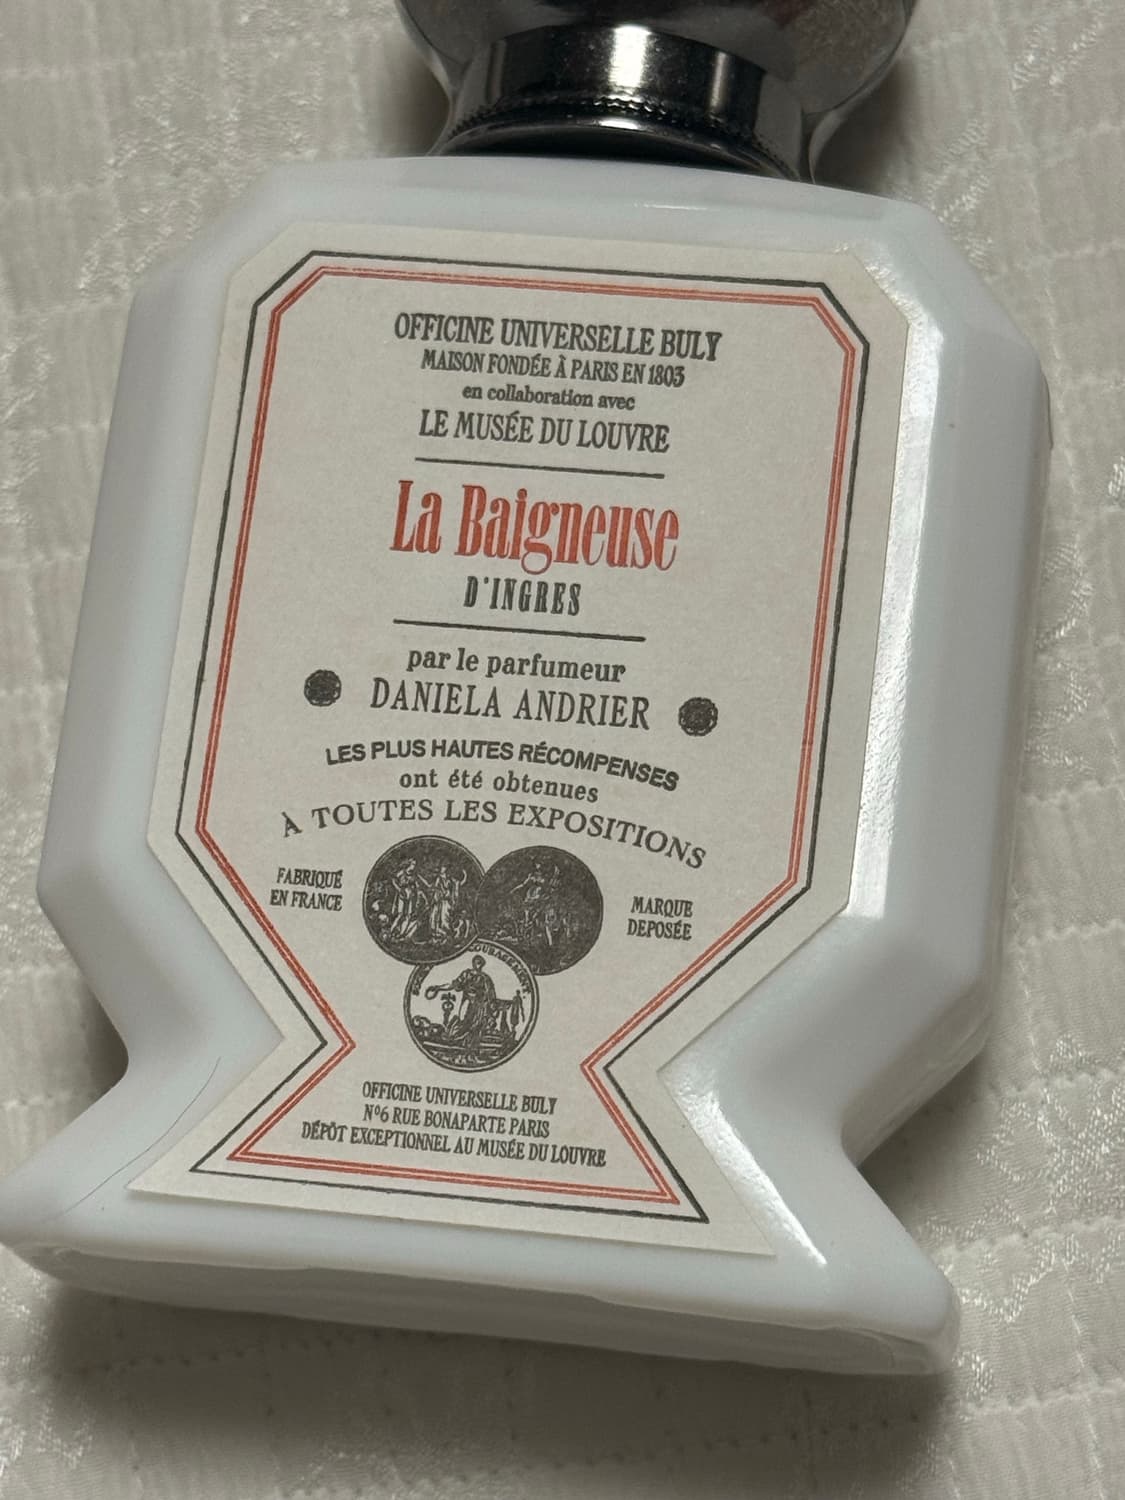 OFFICINE UNIVERSELLE BULY
MAISON FONDÉE À PARIS EN 1803
en collaboration avec
LE MUSÉE DU LOUVRE
La Baigneuse
D'INGRES
par le parfumeur
DANIELA ANDRIER
LES PLUS HAUTES RÉCOMPENSES
ont été obtenues
À TOUTES LES EXPOSITIONS
FABRIQUÉ
EN FRANCE
MARQUE
DEPOSÉE
OFFICINE UNIVERSELLE BULY
Nº6 RUE BONAPARTE PARIS
DÉPÔT EXCEPTIONNEL AU MUSÉE DU LOUVRE